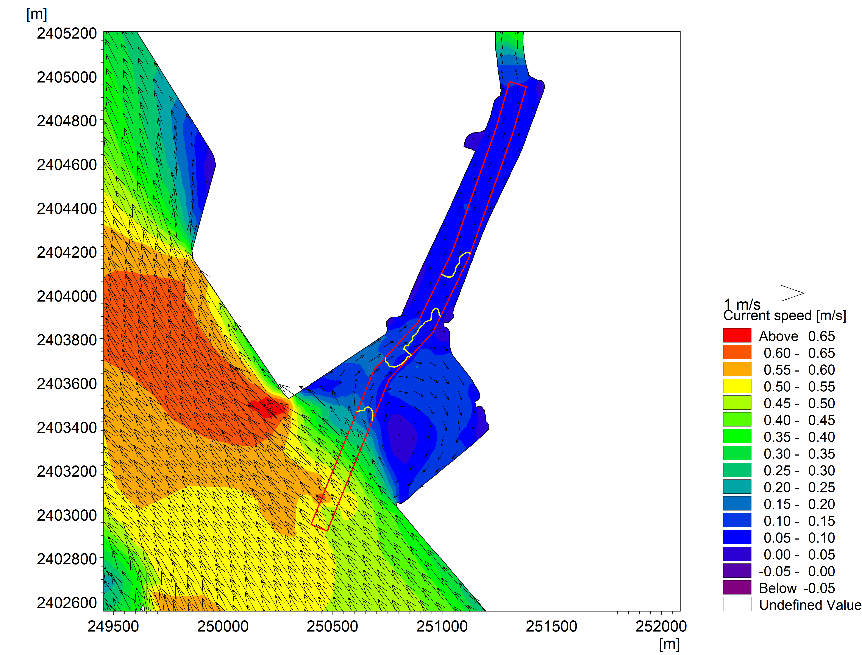 [m]
2405200
2405000
2404800
2404600
2404400
2404200
2404000
2403800
2403600
2403400
2403200
2403000
2402800
2402600
249500 250000 250500 251000 251500 252000
[m]
1 m/s
Current speed [m/s]
Above 0.65
0.60 - 0.65
0.55 - 0.60
0.50 - 0.55
0.45 - 0.50
0.40 - 0.45
0.35 - 0.40
0.30 - 0.35
0.25 - 0.30
0.20 - 0.25
0.15 - 0.20
0.10 - 0.15
0.05 - 0.10
0.00 - 0.05
-0.05 - 0.00
Below -0.05
Undefined Value